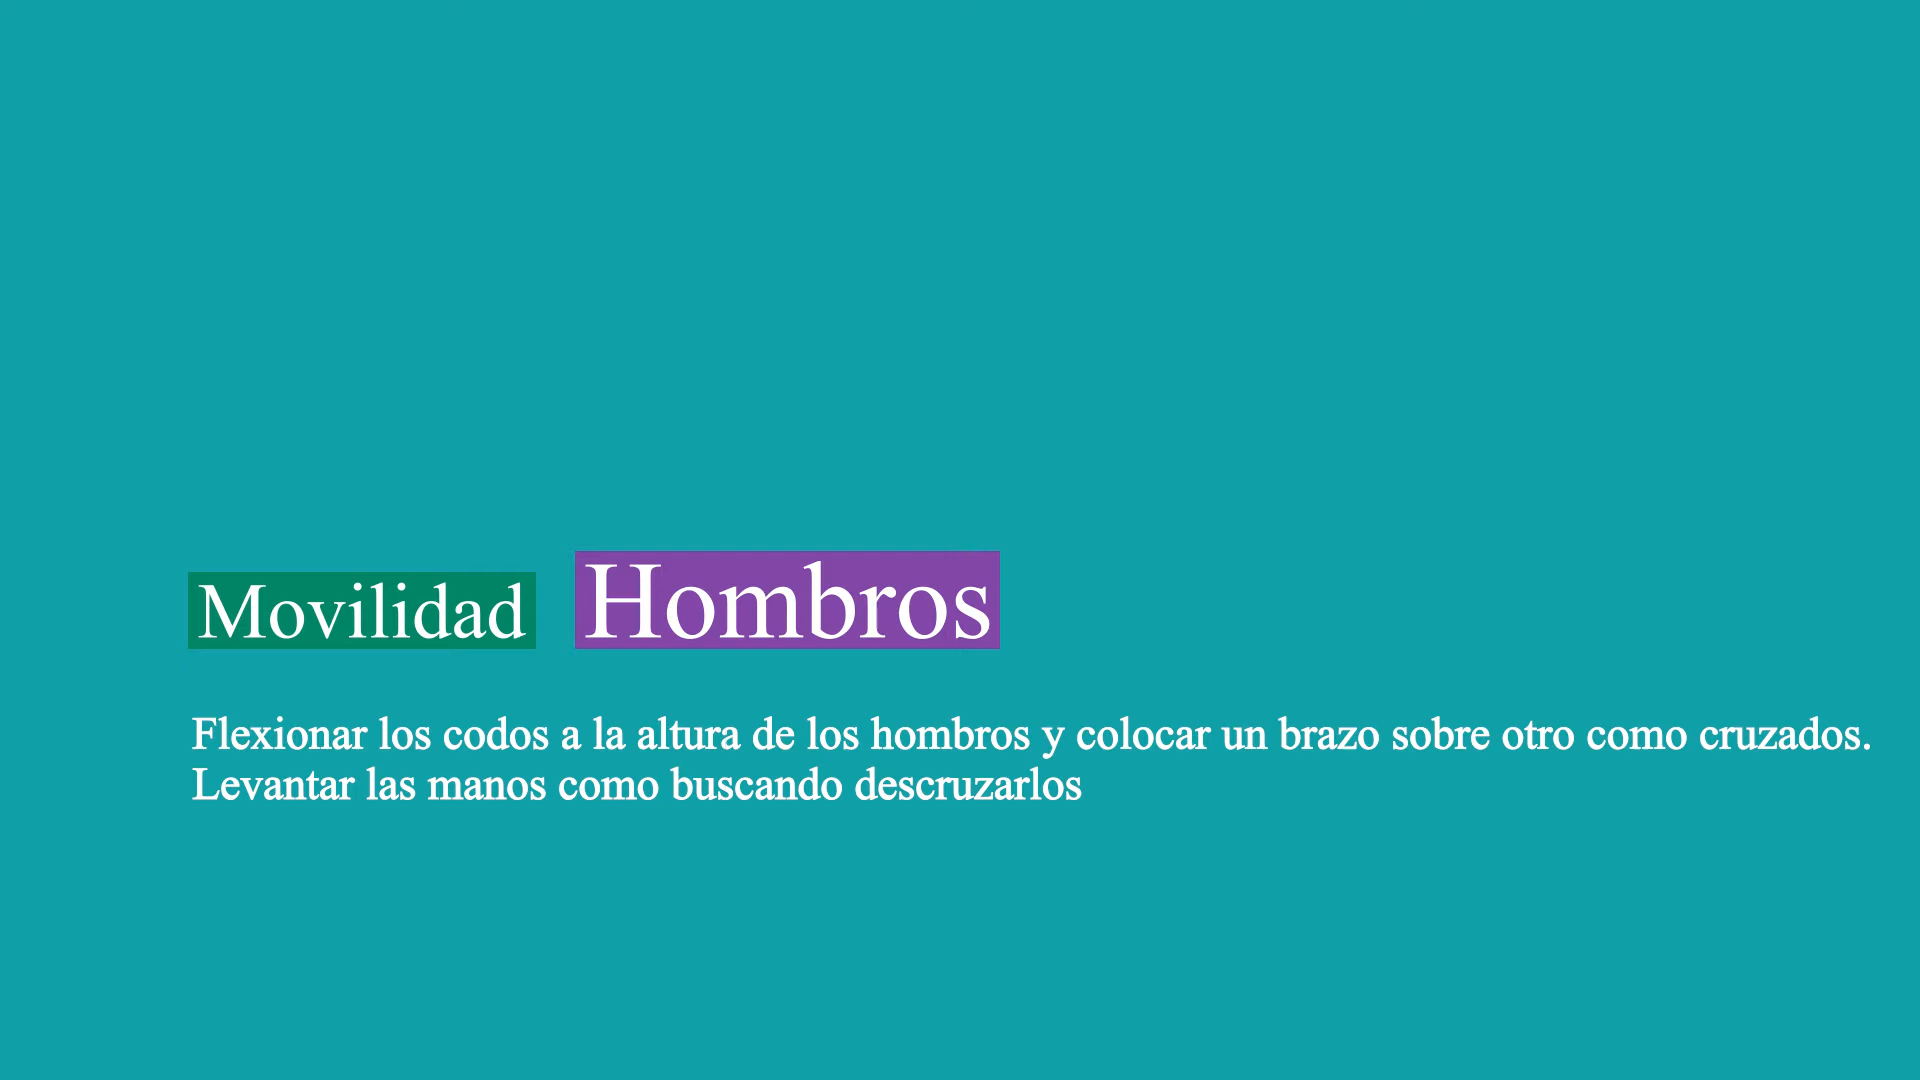 Movilidad Hombros
Flexionar los codos a la altura de los hombros y colocar un brazo sobre otro como cruzados.
Levantar las manos como buscando descruzarlos